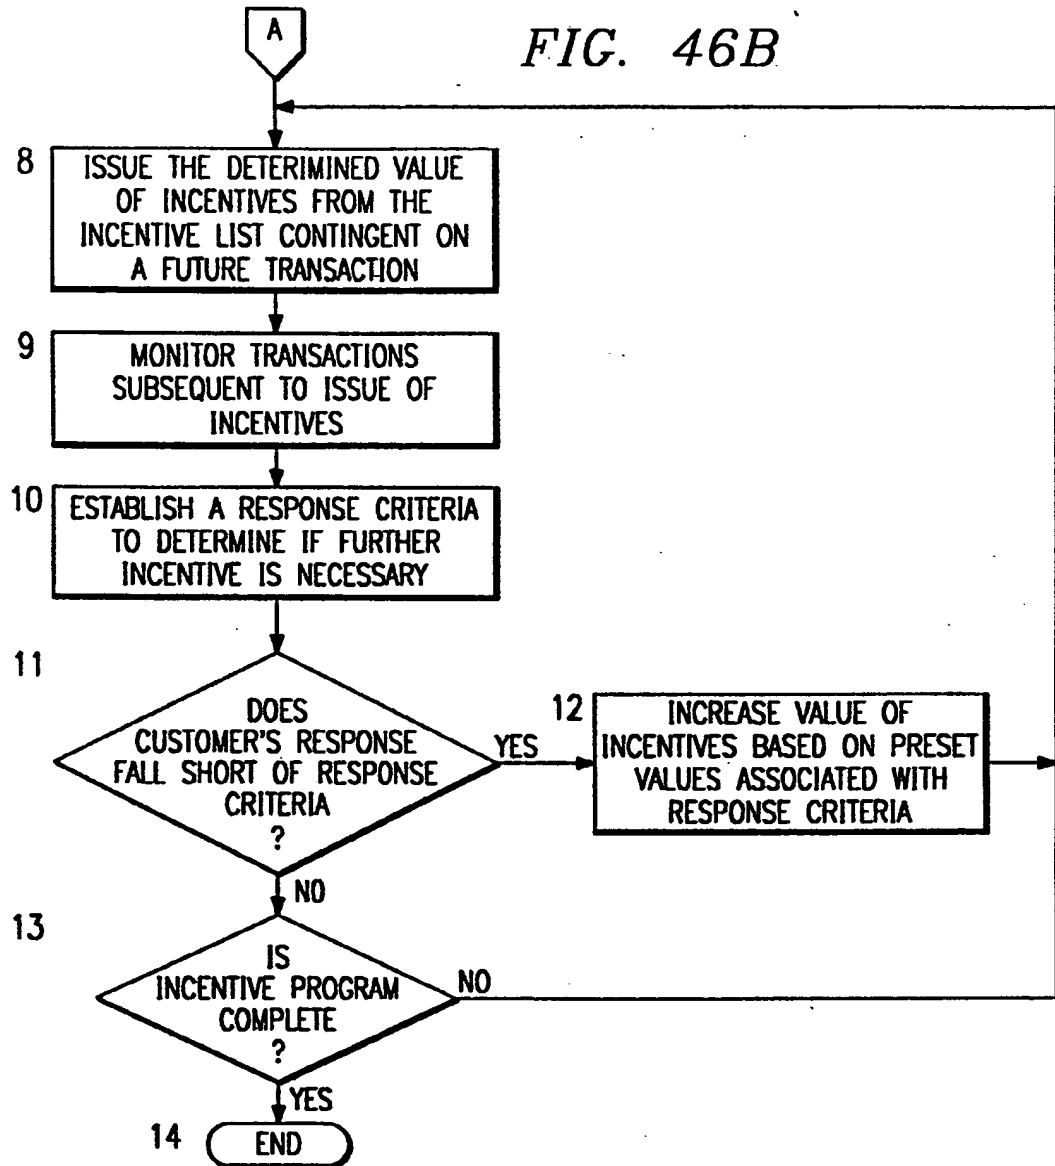 A
FIG. 46B
8
ISSUE THE DETERIMINED VALUE
OF INCENTIVES FROM THE
INCENTIVE LIST CONTINGENT ON
A FUTURE TRANSACTION
9
MONITOR TRANSACTIONS
SUBSEQUENT TO ISSUE OF
INCENTIVES
10
ESTABLISH A RESPONSE CRITERIA
TO DETERMINE IF FURTHER
INCENTIVE IS NECESSARY
11
DOES
CUSTOMER'S RESPONSE
FALL SHORT OF RESPONSE
CRITERIA
?
YES
12
INCREASE VALUE OF
INCENTIVES BASED ON PRESET
VALUES ASSOCIATED WITH
RESPONSE CRITERIA
NO
13
IS
INCENTIVE PROGRAM
COMPLETE
?
NO
YES
14
END